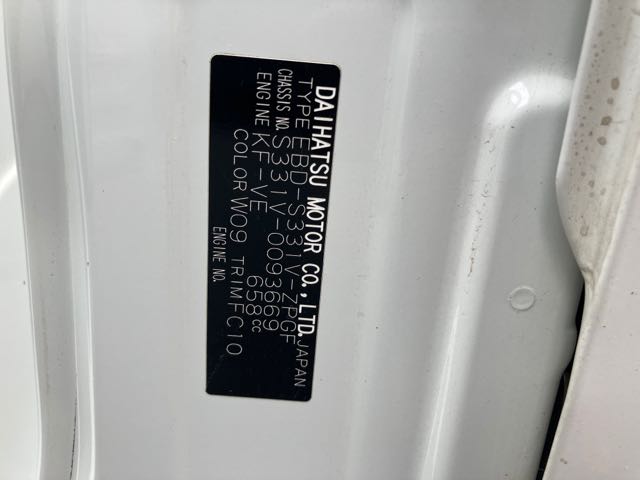 DAIHATSU MOTOR CO., LTD. JAPAN
TYPE EBD-S331V-ZPGF
CHASSIS NO. S331V-0093669
ENGINE KF-VE 658cc
COLOR W09 TRIM FC10
ENGINE NO.